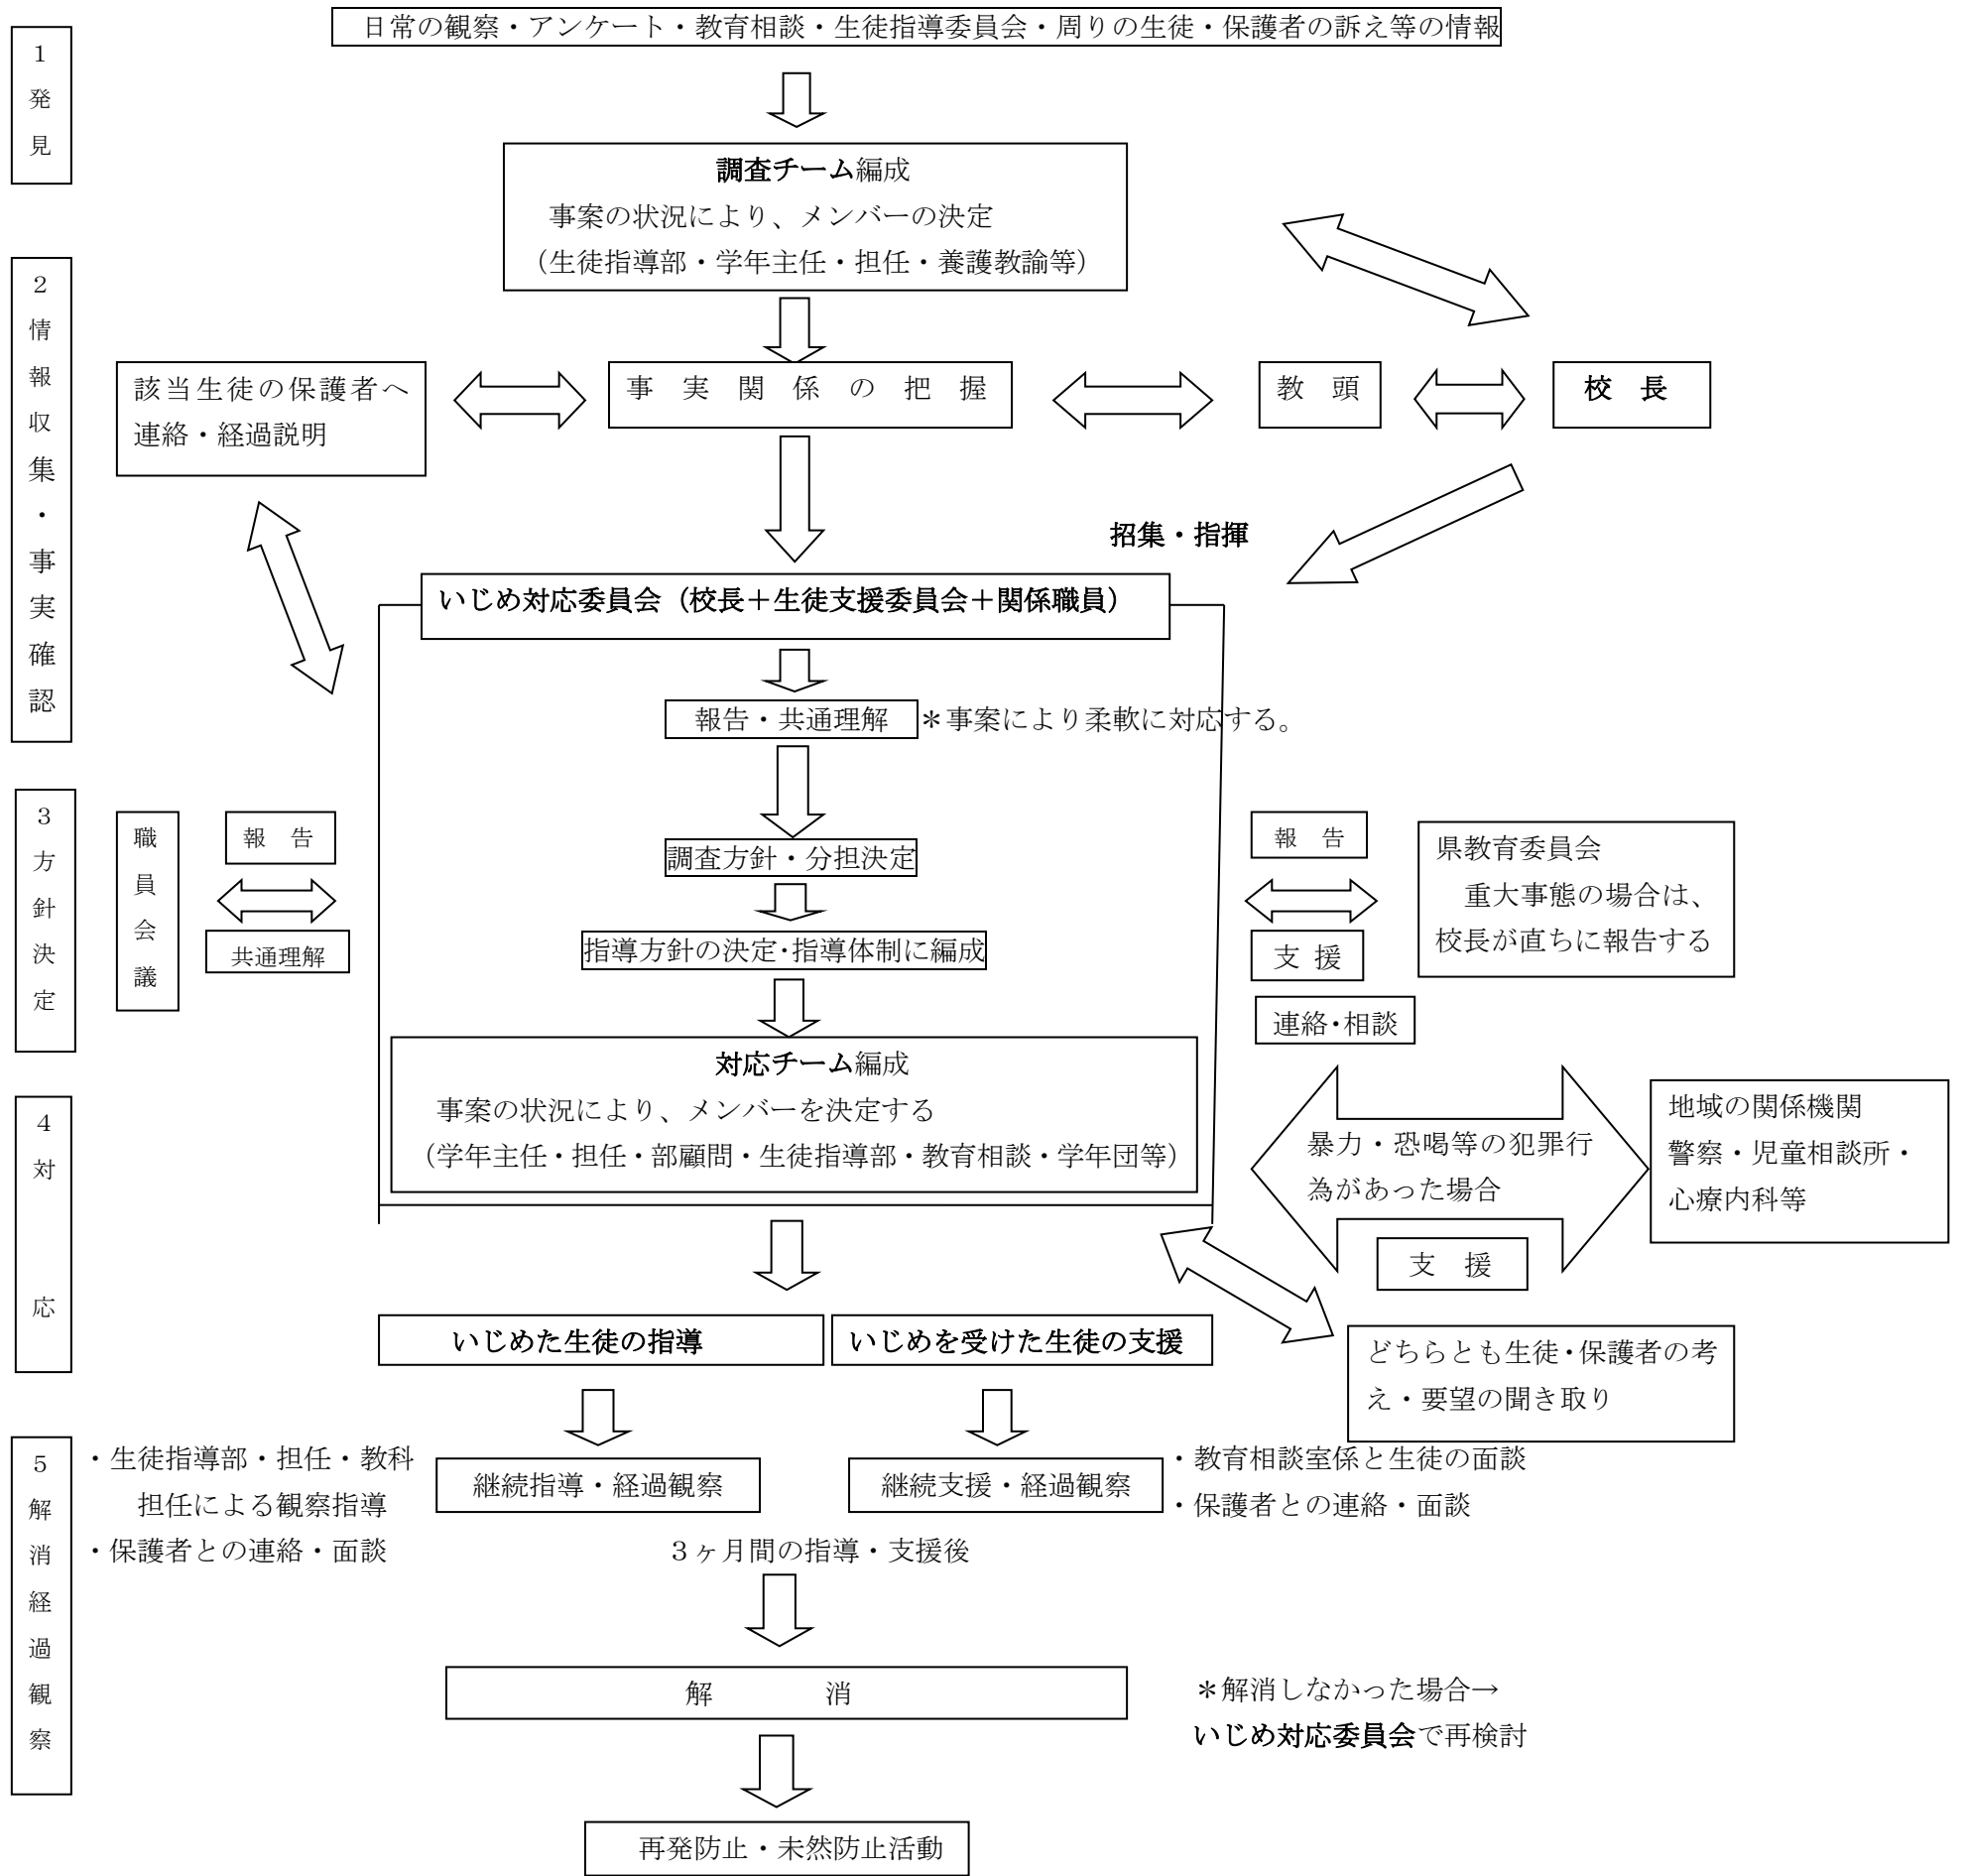 １発見
日常の観察・アンケート・教育相談・生徒指導委員会・周りの生徒・保護者の訴え等の情報
調査チーム編成
事案の状況により、メンバーの決定
（生徒指導部・学年主任・担任・養護教諭等）
２情報収集・事実確認
該当生徒の保護者へ
連絡・経過説明
事　実　関　係　の　把　握
教　頭
校　長
招集・指揮
いじめ対応委員会（校長＋生徒支援委員会＋関係職員）
報告・共通理解
＊事案により柔軟に対応する。
３方針決定
職員会議
報　告
共通理解
調査方針・分担決定
指導方針の決定・指導体制に編成
報　告
支 援
連絡・相談
県教育委員会
重大事態の場合は、
校長が直ちに報告する
４対応
対応チーム編成
事案の状況により、メンバーを決定する
（学年主任・担任・部顧問・生徒指導部・教育相談・学年団等）
暴力・恐喝等の犯罪行
為があった場合
支　援
地域の関係機関
警察・児童相談所・
心療内科等
いじめた生徒の指導
いじめを受けた生徒の支援
どちらとも生徒・保護者の考
え・要望の聞き取り
５解消経過観察
・生徒指導部・担任・教科
担任による観察指導
・保護者との連絡・面談
継続指導・経過観察
継続支援・経過観察
・教育相談室係と生徒の面談
・保護者との連絡・面談
３ヶ月間の指導・支援後
解　　　　消
＊解消しなかった場合→
いじめ対応委員会で再検討
再発防止・未然防止活動